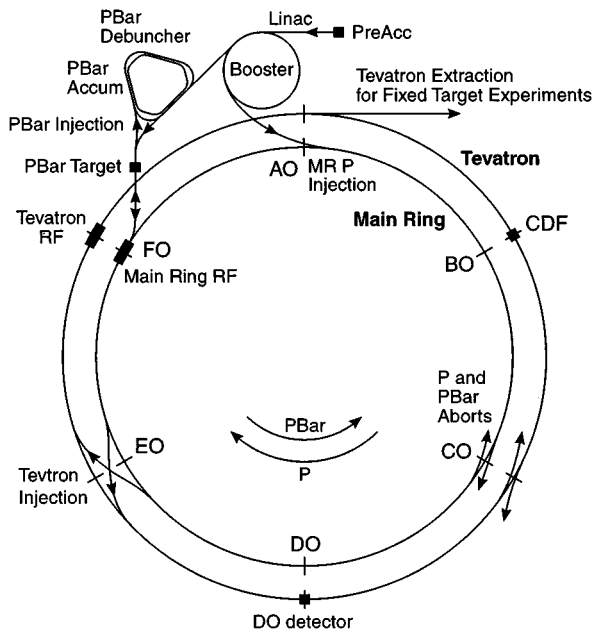 PBar
Debuncher
Linac
PreAcc
PBar
Accum
Booster
Tevatron Extraction
for Fixed Target Experiments
PBar Injection
PBar Target
AO
MR P
Injection
Tevatron
Tevatron
RF
Main Ring
CDF
FO
BO
Main Ring RF
P and
PBar
Aborts
PBar
P
EO
CO
Tevtron
Injection
DO
DO detector